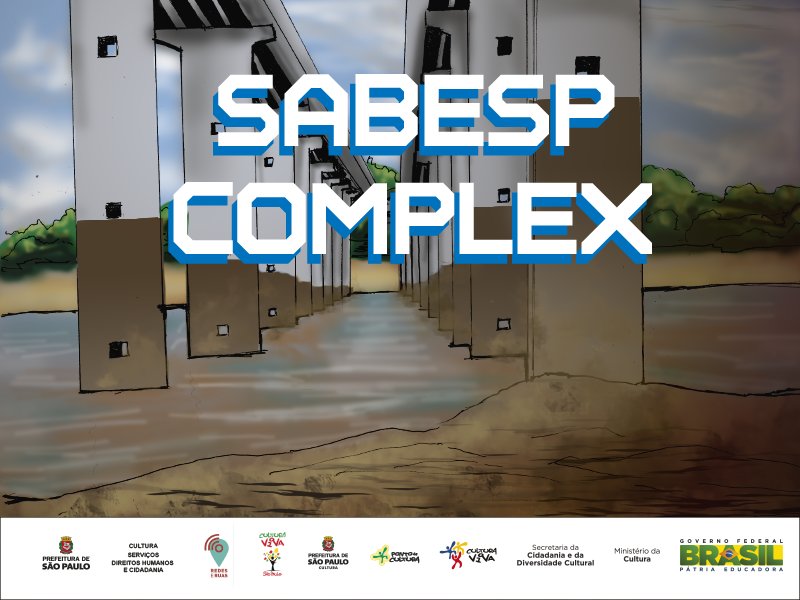 SABESP
COMPLEX
PREFEITURA DE
SÃO PAULO
CULTURA
SERVIÇOS
DIREITOS HUMANOS
E CIDADANIA
REDES
E RUAS
CULTURA
VIVA
São Paulo
PREFEITURA DE
SÃO PAULO
CULTURA
PONTO DE
CULTURA
CULTURA
VIVA
Secretaria da
Cidadania e da
Diversidade Cultural
Ministério da
Cultura
GOVERNO FEDERAL
BRASIL
PÁTRIA EDUCADORA